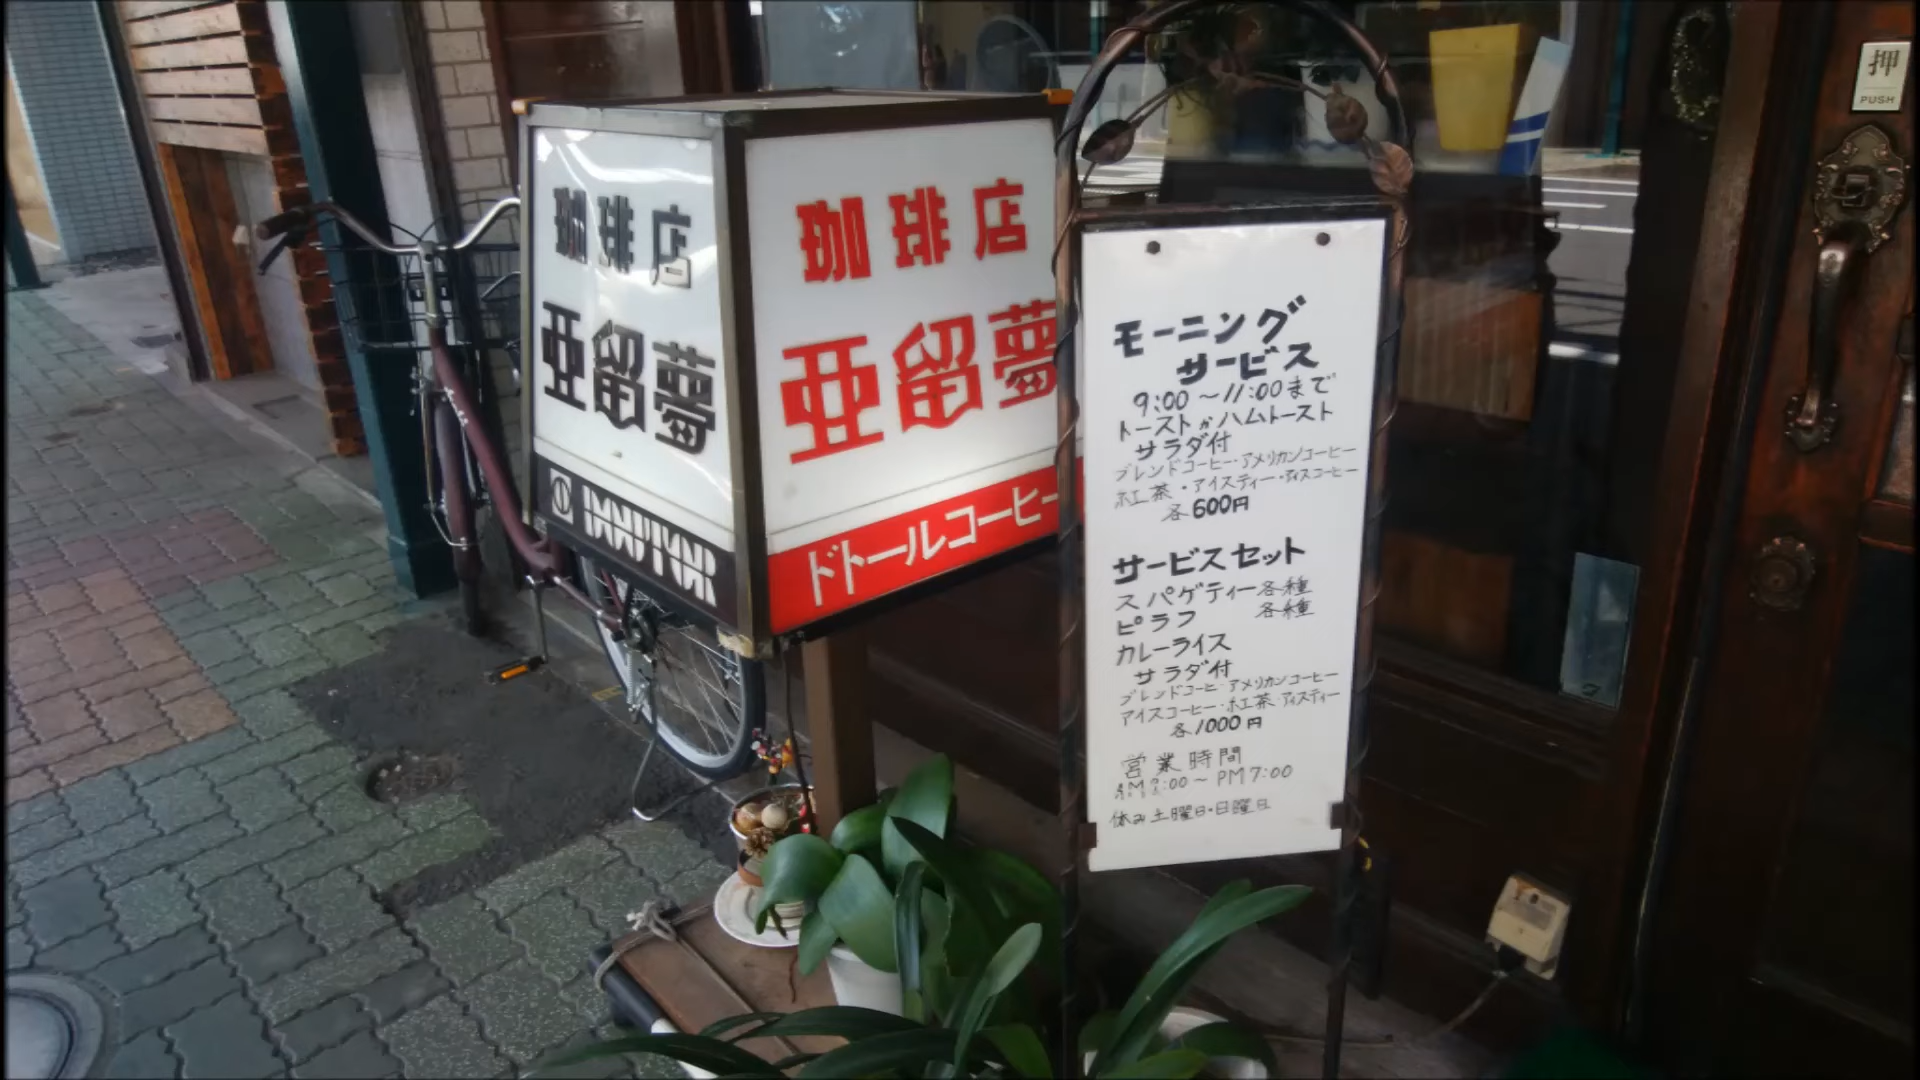 珈琲店
亜留夢
DOUTOR
珈琲店
亜留夢
ドトールコーヒー
モーニング
サービス
9:00～11:00まで
トーストかハムトースト
サラダ付
ブレンドコーヒー・アメリカンコーヒー
紅茶・アイスティー・アイスコーヒー
各600円
サービスセット
スパゲティー各種
ピラフ 各種
カレーライス
サラダ付
ブレンドコーヒー・アメリカンコーヒー
アイスコーヒー・紅茶・アイスティー
各1000円
営業時間
:00～PM7:00
休み土曜日・日曜日
押
PUSH